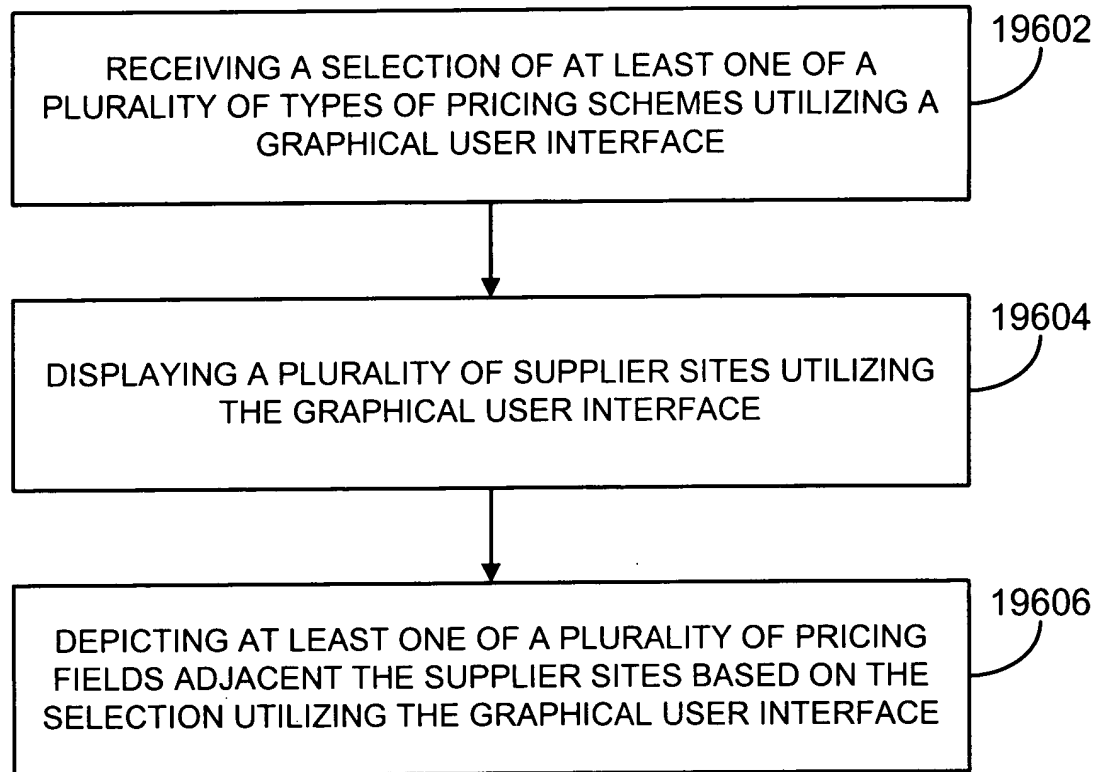 19602
RECEIVING A SELECTION OF AT LEAST ONE OF A
PLURALITY OF TYPES OF PRICING SCHEMES UTILIZING A
GRAPHICAL USER INTERFACE
19604
DISPLAYING A PLURALITY OF SUPPLIER SITES UTILIZING
THE GRAPHICAL USER INTERFACE
19606
DEPICTING AT LEAST ONE OF A PLURALITY OF PRICING
FIELDS ADJACENT THE SUPPLIER SITES BASED ON THE
SELECTION UTILIZING THE GRAPHICAL USER INTERFACE